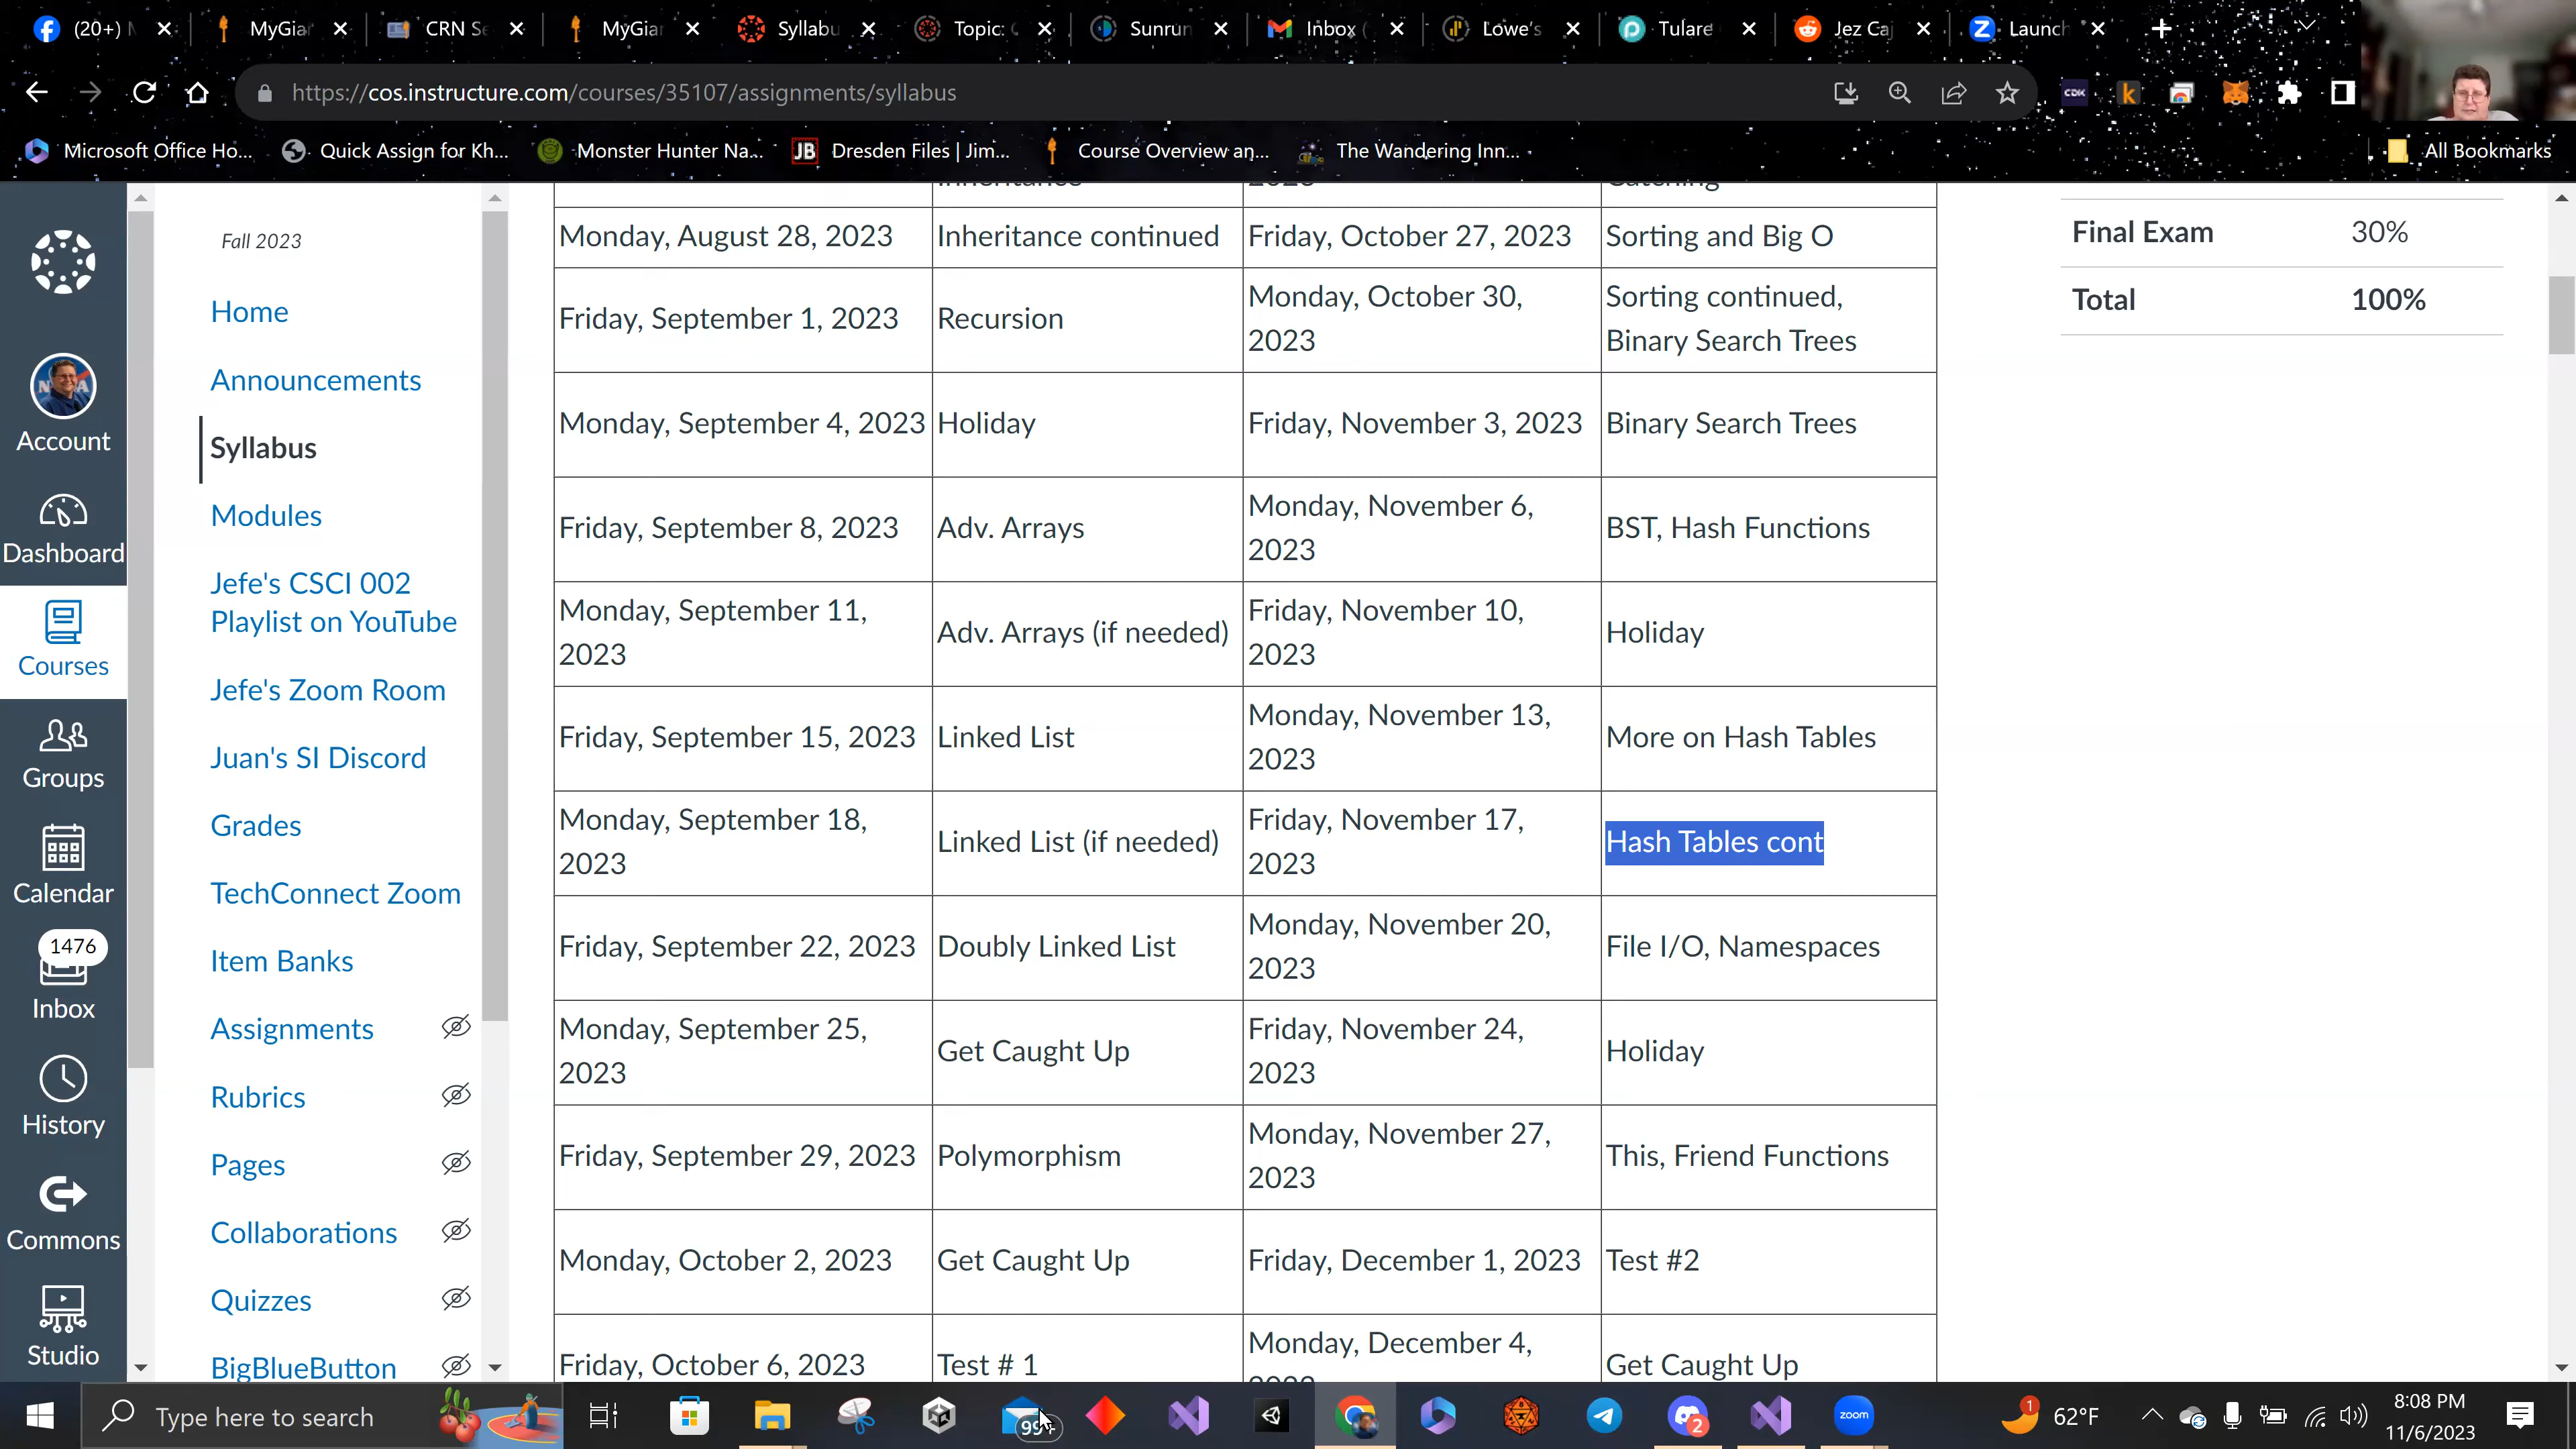 (20+) M
MyGia
CRN Se
MyGia
Syllabu
Topic: C
Sunrun
Inbox (
Lowe's
Tulare
Jez Ca
Launch
https://cos.instructure.com/courses/35107/assignments/syllabus
CDK
k
Microsoft Office Ho...
Quick Assign for Kh...
Monster Hunter Na...
JB
Dresden Files | Jim...
Course Overview an...
The Wandering Inn...
All Bookmarks
Account
Dashboard
Courses
Groups
Calendar
1476
Inbox
History
Commons
Studio
Fall 2023
Home
Announcements
Syllabus
Modules
Jefe's CSCI 002
Playlist on YouTube
Jefe's Zoom Room
Juan's SI Discord
Grades
TechConnect Zoom
Item Banks
Assignments
Rubrics
Pages
Collaborations
Quizzes
BigBlueButton
Monday, August 28, 2023
Inheritance continued
Friday, October 27, 2023
Sorting and Big O
Friday, September 1, 2023
Recursion
Monday, October 30,
2023
Sorting continued,
Binary Search Trees
Monday, September 4, 2023
Holiday
Friday, November 3, 2023
Binary Search Trees
Friday, September 8, 2023
Adv. Arrays
Monday, November 6,
2023
BST, Hash Functions
Monday, September 11,
2023
Adv. Arrays (if needed)
Friday, November 10,
2023
Holiday
Friday, September 15, 2023
Linked List
Monday, November 13,
2023
More on Hash Tables
Monday, September 18,
2023
Linked List (if needed)
Friday, November 17,
2023
Hash Tables cont
Friday, September 22, 2023
Doubly Linked List
Monday, November 20,
2023
File I/O, Namespaces
Monday, September 25,
2023
Get Caught Up
Friday, November 24,
2023
Holiday
Friday, September 29, 2023
Polymorphism
Monday, November 27,
2023
This, Friend Functions
Monday, October 2, 2023
Get Caught Up
Friday, December 1, 2023
Test #2
Friday, October 6, 2023
Test # 1
Monday, December 4,
Get Caught Up
Final Exam 30%
Total 100%
Type here to search
99+
2
zoom
1
62°F
8:08 PM
11/6/2023